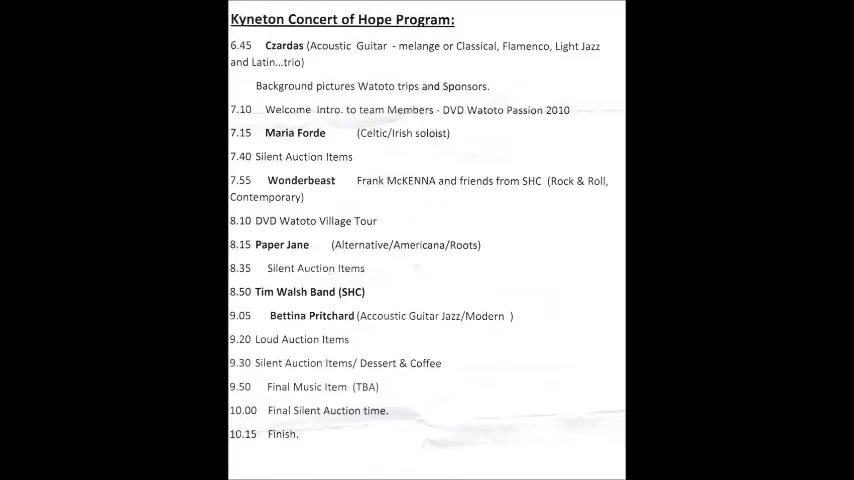 Kyneton Concert of Hope Program:
6.45 Czardas (Acoustic Guitar - melange or Classical, Flamenco, Light Jazz
and Latin...trio)
Background pictures Watoto trips and Sponsors.
7.10 Welcome Intro. to team Members - DVD Watoto Passion 2010
7.15 Maria Forde (Celtic/Irish soloist)
7.40 Silent Auction Items
7.55 Wonderbeast Frank McKENNA and friends from SHC (Rock & Roll,
Contemporary)
8.10 DVD Watoto Village Tour
8.15 Paper Jane (Alternative/Americana/Roots)
8.35 Silent Auction Items
8.50 Tim Walsh Band (SHC)
9.05 Bettina Pritchard (Accoustic Guitar Jazz/Modern )
9.20 Loud Auction Items
9.30 Silent Auction Items/ Dessert & Coffee
9.50 Final Music Item (TBA)
10.00 Final Silent Auction time.
10.15 Finish.